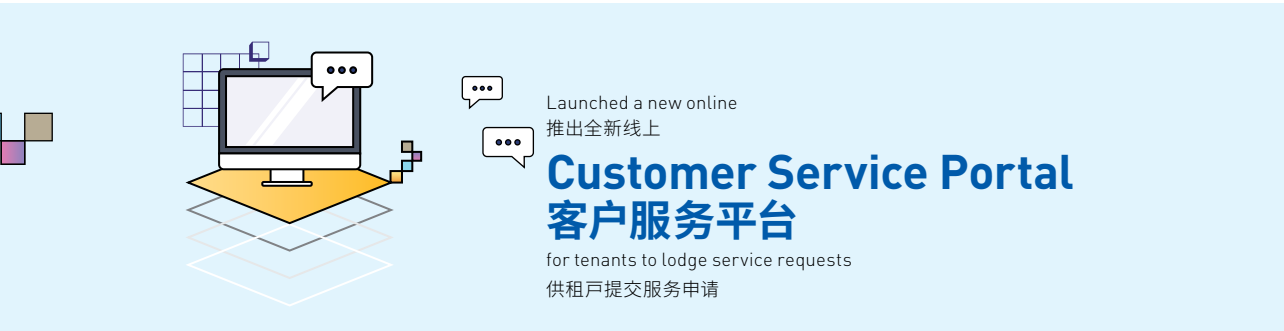 Launched a new online
推出全新线上
Customer Service Portal
客户服务平台
for tenants to lodge service requests
供租戸提交服务申请